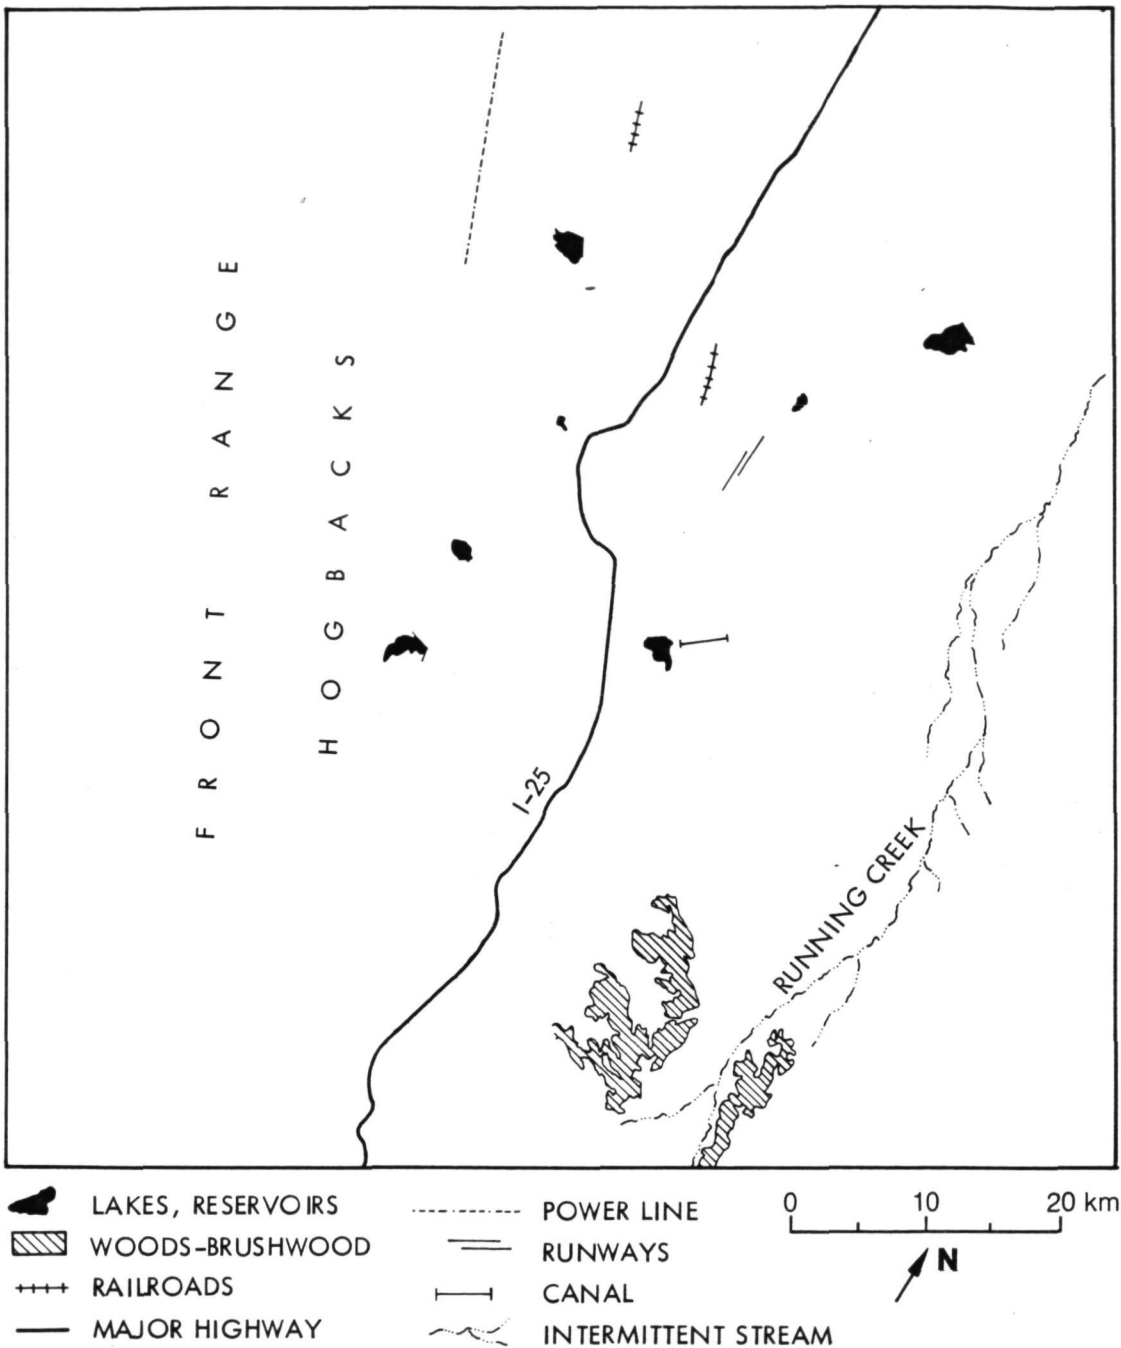 FRONT RANGE
HOGBACKS
I-25
RUNNING CREEK
LAKES, RESERVOIRS
WOODS-BRUSHWOOD
RAILROADS
MAJOR HIGHWAY
POWER LINE
RUNWAYS
CANAL
INTERMITTENT STREAM
0 10 20 km
N